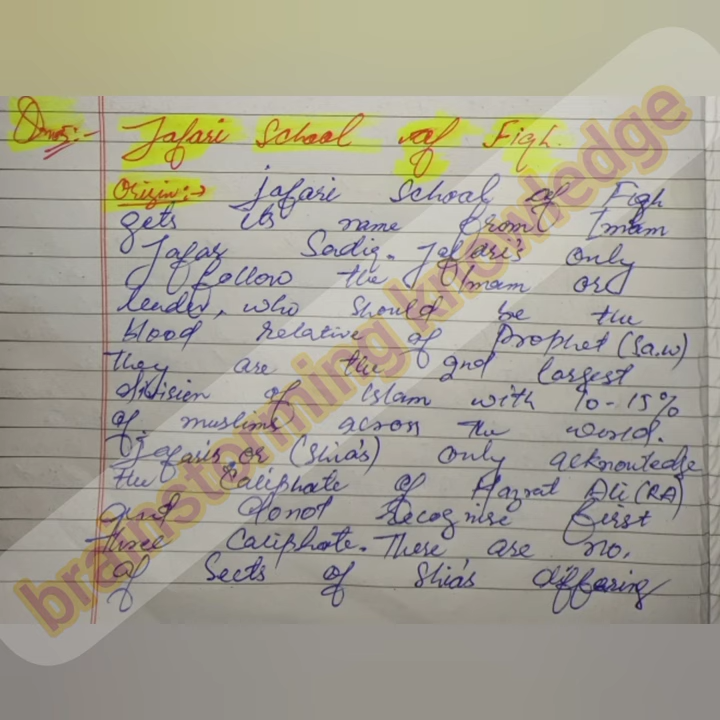 Qno5:- Jafari School of Fiqh.
Origin:→ Jafari School of Fiqh
gets its name from Imam
Jafar Sadiq. Jaffari's only
follow the Imam or
leader, who should be the
blood relative of Prophet (Sa.w)
They are the 2nd largest
division of Islam with 10-15%
of muslims across the world.
Jafaris or (Shia's) only acknowledge
the Caliphate of Hazrat Ali (RA)
and donot recognise first
three Caliphate. There are no.
of Sects of Shia's differing
brainstorming knowledge